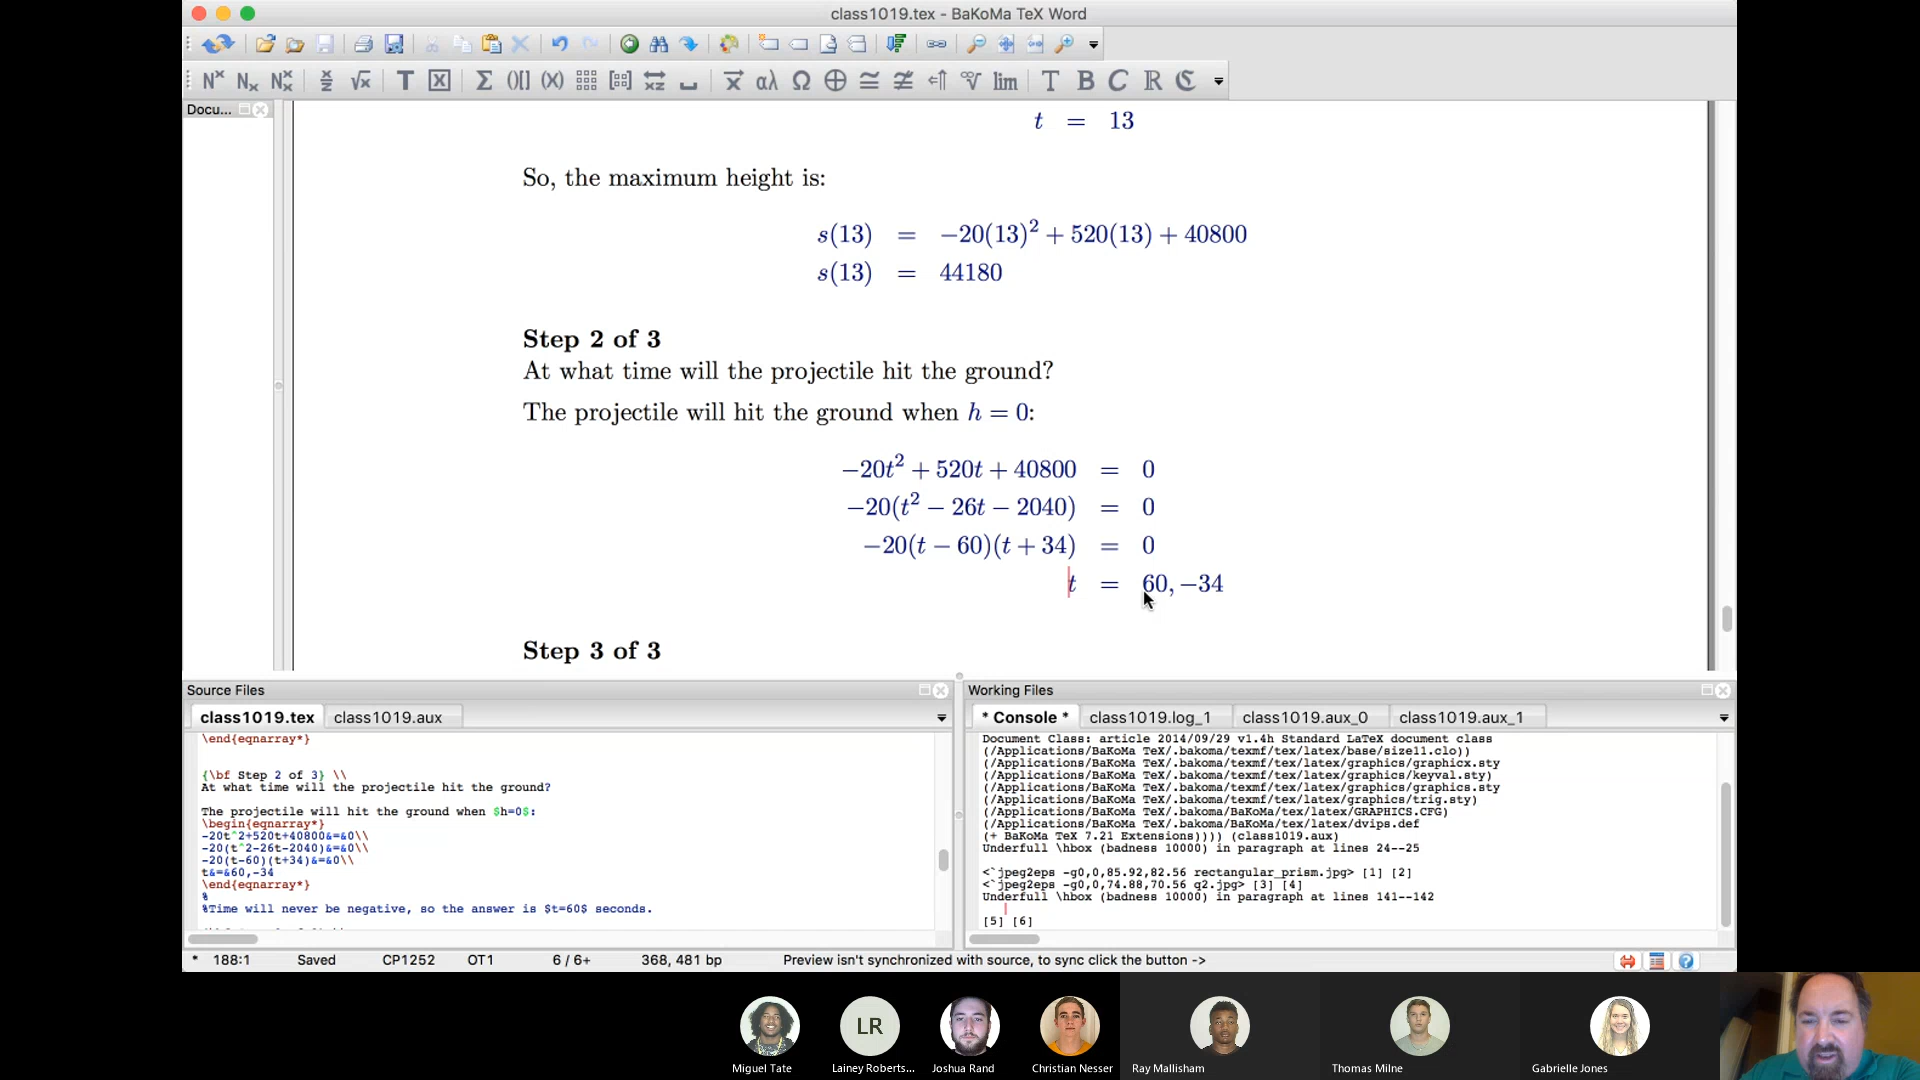 class1019.tex - BaKoMa TeX Word
Docu...
t = 13
So, the maximum height is:
s(13) = −20(13)² + 520(13) + 40800
s(13) = 44180
Step 2 of 3
At what time will the projectile hit the ground?
The projectile will hit the ground when h = 0:
−20t² + 520t + 40800 = 0
−20(t² − 26t − 2040) = 0
−20(t − 60)(t + 34) = 0
t = 60, −34
Step 3 of 3
Source Files
class1019.tex class1019.aux
\end{eqnarray*}
{\bf Step 2 of 3} \\
At what time will the projectile hit the ground?
The projectile will hit the ground when $h=0$:
\begin{eqnarray*}
-20t^2+520t+40800&=&0\\
-20(t^2-26t-2040)&=&0\\
-20(t-60)(t+34)&=&0\\
t&=&60,-34
\end{eqnarray*}
%
%Time will never be negative, so the answer is $t=60$ seconds.
Working Files
* Console * class1019.log_1 class1019.aux_0 class1019.aux_1
Document Class: article 2014/09/29 v1.4h Standard LaTeX document class
(/Applications/BaKoMa TeX/.bakoma/texmf/tex/latex/base/size11.clo))
(/Applications/BaKoMa TeX/.bakoma/texmf/tex/latex/graphics/graphicx.sty
(/Applications/BaKoMa TeX/.bakoma/texmf/tex/latex/graphics/keyval.sty)
(/Applications/BaKoMa TeX/.bakoma/texmf/tex/latex/graphics/graphics.sty
(/Applications/BaKoMa TeX/.bakoma/texmf/tex/latex/graphics/trig.sty)
(/Applications/BaKoMa TeX/.bakoma/BaKoMa/tex/latex/GRAPHICS.CFG)
(/Applications/BaKoMa TeX/.bakoma/BaKoMa/tex/latex/dvips.def
(+ BaKoMa TeX 7.21 Extensions)))) (class1019.aux)
Underfull \hbox (badness 10000) in paragraph at lines 24--25
<`jpeg2eps -g0,0,85.92,82.56 rectangular_prism.jpg> [1] [2]
<`jpeg2eps -g0,0,74.88,70.56 q2.jpg> [3] [4]
Underfull \hbox (badness 10000) in paragraph at lines 141--142
[5] [6]
* 188:1 Saved CP1252 OT1 6 / 6+ 368, 481 bp Preview isn't synchronized with source, to sync click the button ->
LR
Miguel Tate Lainey Roberts... Joshua Rand Christian Nesser Ray Mallisham Thomas Milne Gabrielle Jones